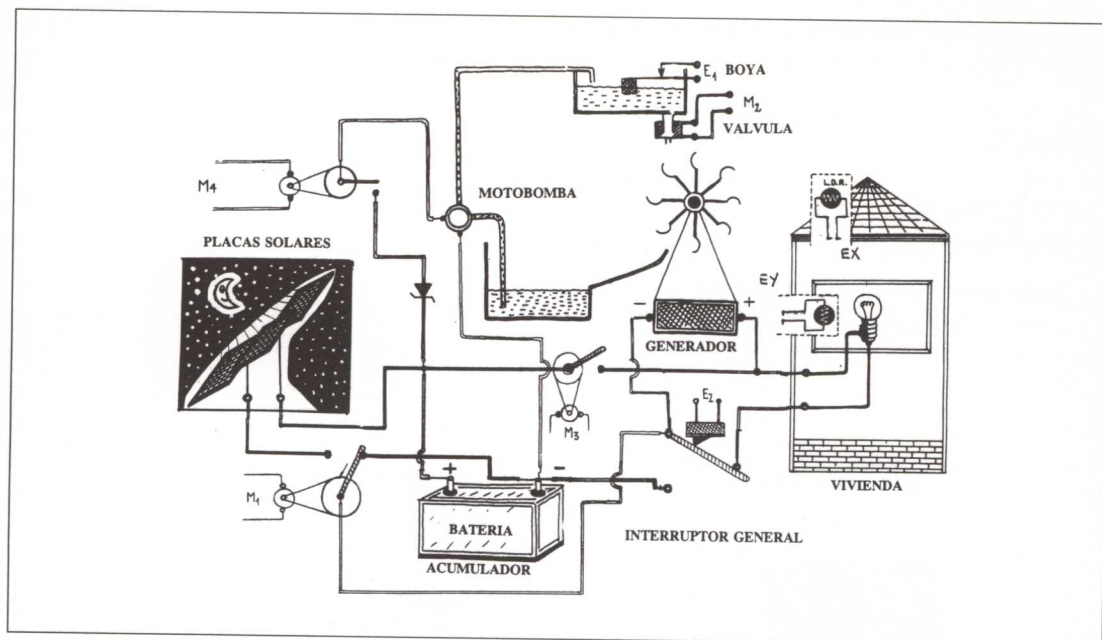 E1 BOYA
M2
VALVULA
M4
MOTOBOMBA
PLACAS SOLARES
L.D.R.
EX
EY
- +
GENERADOR
E2
M3
M1
+ -
BATERIA
ACUMULADOR
INTERRUPTOR GENERAL
VIVIENDA